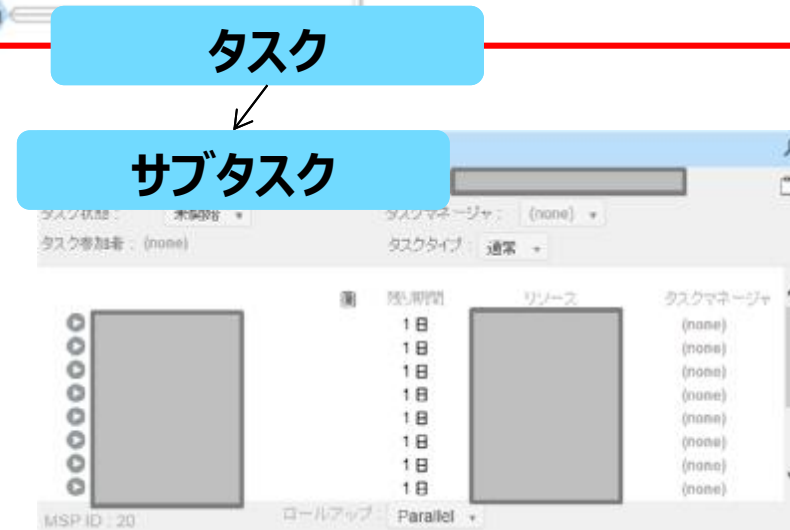 タスク
サブタスク
タスク状態 : 未開始 タスクマネージャ : (none)
タスク参加者 : (none) タスクタイプ : 通常
残り期間 リソース タスクマネージャ
1 日 (none)
1 日 (none)
1 日 (none)
1 日 (none)
1 日 (none)
1 日 (none)
1 日 (none)
1 日 (none)
MSP ID : 20 ロールアップ : Parallel